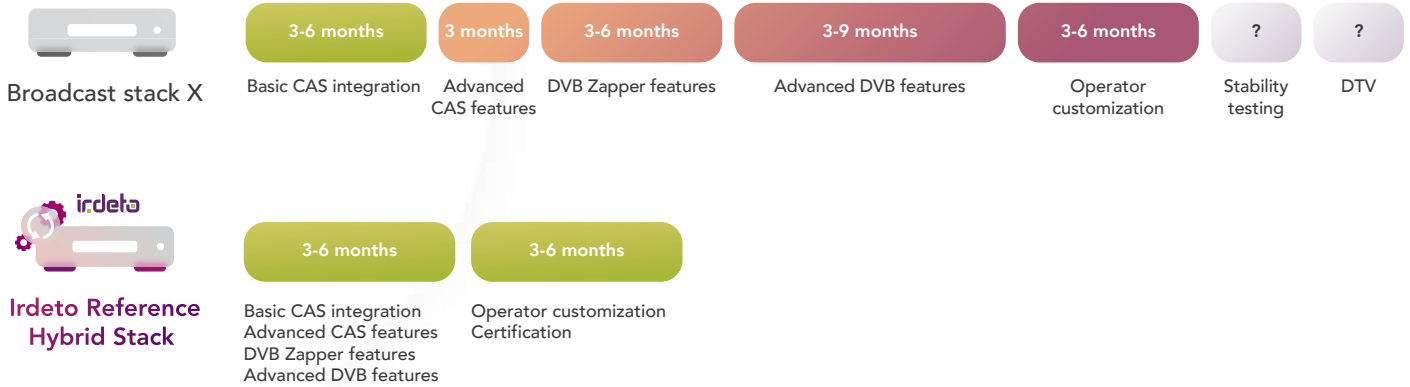 3-6 months
3 months
3-6 months
3-9 months
3-6 months
?
?
Broadcast stack X
Basic CAS integration
Advanced
CAS features
DVB Zapper features
Advanced DVB features
Operator
customization
Stability
testing
DTV
irdeto
3-6 months
3-6 months
Irdeto Reference
Hybrid Stack
Basic CAS integration
Advanced CAS features
DVB Zapper features
Advanced DVB features
Operator customization
Certification